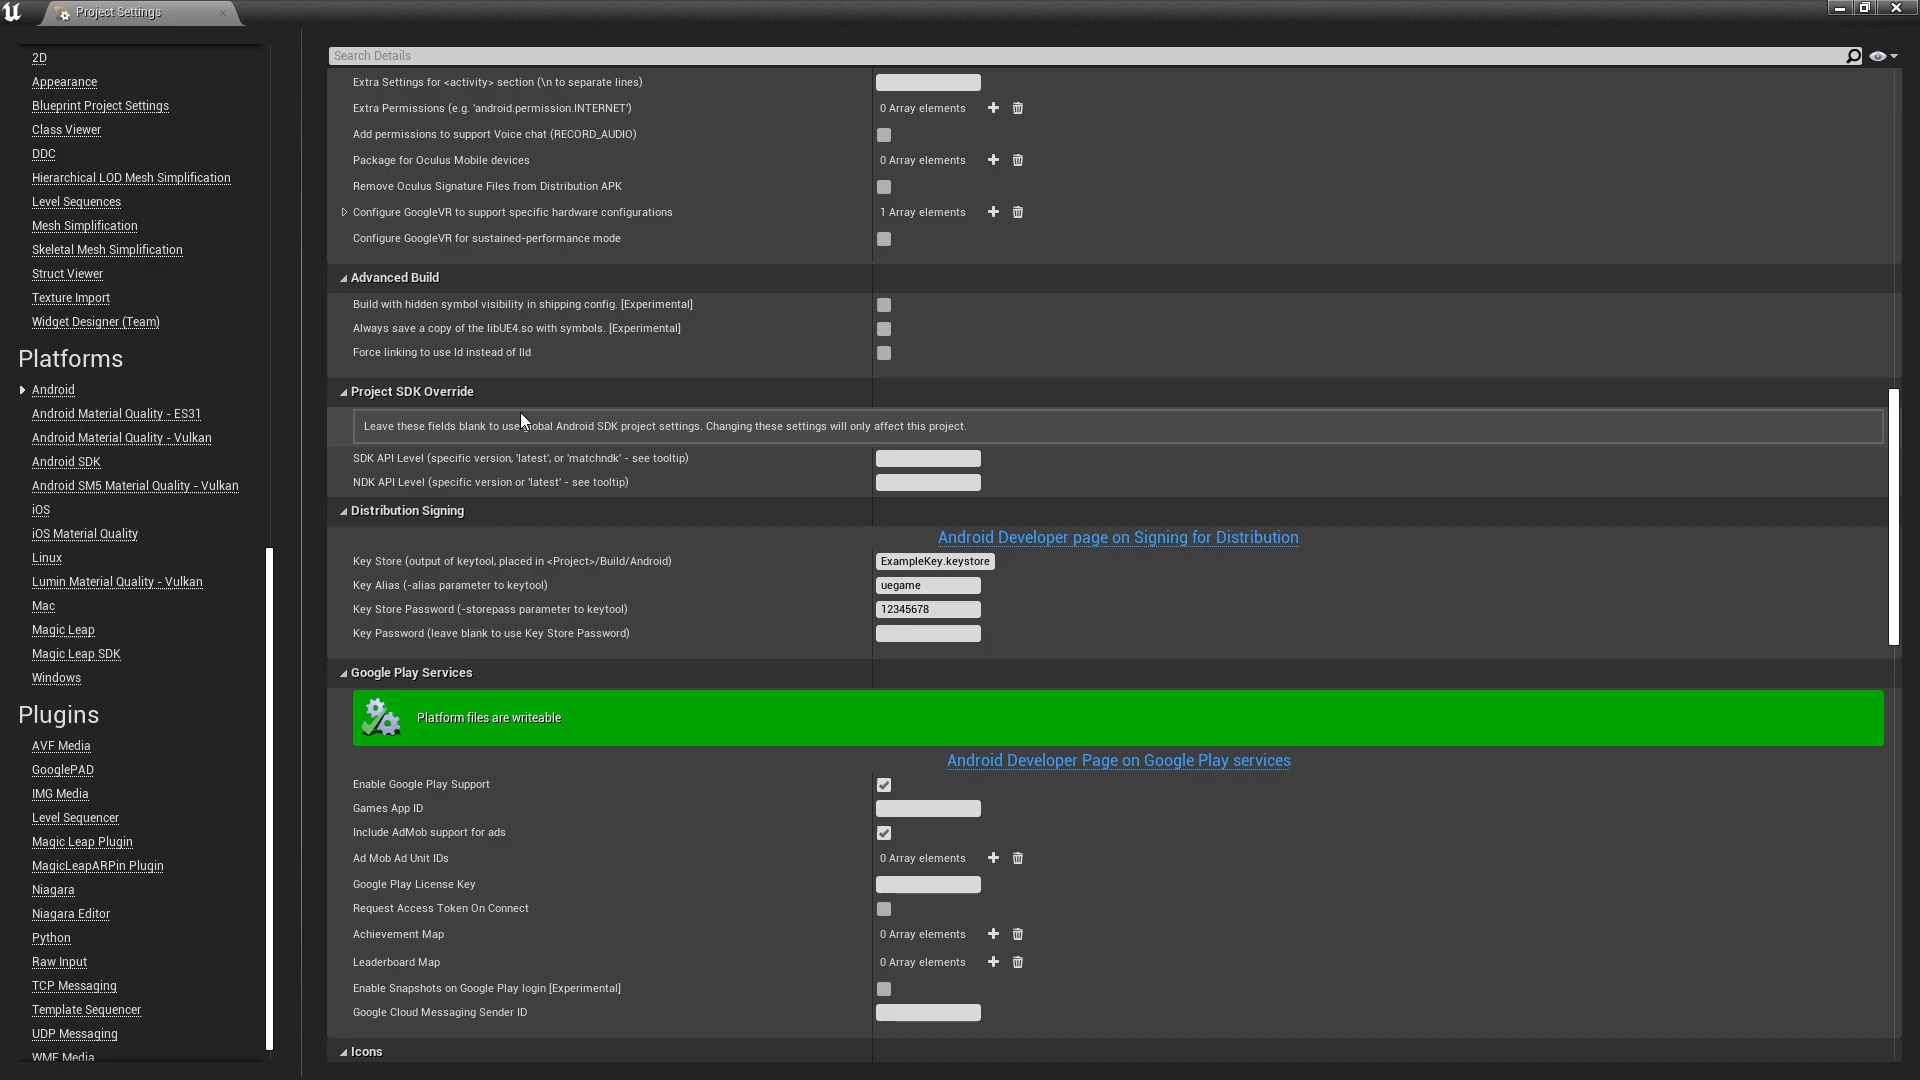 Project Settings
2D
Appearance
Blueprint Project Settings
Class Viewer
DDC
Hierarchical LOD Mesh Simplification
Level Sequences
Mesh Simplification
Skeletal Mesh Simplification
Struct Viewer
Texture Import
Widget Designer (Team)
Platforms
Android
Android Material Quality - ES31
Android Material Quality - Vulkan
Android SDK
Android SM5 Material Quality - Vulkan
iOS
iOS Material Quality
Linux
Lumin Material Quality - Vulkan
Mac
Magic Leap
Magic Leap SDK
Windows
Plugins
AVF Media
GooglePAD
IMG Media
Level Sequencer
Magic Leap Plugin
MagicLeapARPin Plugin
Niagara
Niagara Editor
Python
Raw Input
TCP Messaging
Template Sequencer
UDP Messaging
WMF Media
Search Details
Extra Settings for <activity> section (\n to separate lines)
Extra Permissions (e.g. 'android.permission.INTERNET') 0 Array elements
Add permissions to support Voice chat (RECORD_AUDIO)
Package for Oculus Mobile devices 0 Array elements
Remove Oculus Signature Files from Distribution APK
Configure GoogleVR to support specific hardware configurations 1 Array elements
Configure GoogleVR for sustained-performance mode
Advanced Build
Build with hidden symbol visibility in shipping config. [Experimental]
Always save a copy of the libUE4.so with symbols. [Experimental]
Force linking to use ld instead of lld
Project SDK Override
Leave these fields blank to use obal Android SDK project settings. Changing these settings will only affect this project.
SDK API Level (specific version, 'latest', or 'matchndk' - see tooltip)
NDK API Level (specific version or 'latest' - see tooltip)
Distribution Signing
Android Developer page on Signing for Distribution
Key Store (output of keytool, placed in <Project>/Build/Android) ExampleKey.keystore
Key Alias (-alias parameter to keytool) uegame
Key Store Password (-storepass parameter to keytool) 12345678
Key Password (leave blank to use Key Store Password)
Google Play Services
Platform files are writeable
Android Developer Page on Google Play services
Enable Google Play Support
Games App ID
Include AdMob support for ads
Ad Mob Ad Unit IDs 0 Array elements
Google Play License Key
Request Access Token On Connect
Achievement Map 0 Array elements
Leaderboard Map 0 Array elements
Enable Snapshots on Google Play login [Experimental]
Google Cloud Messaging Sender ID
Icons